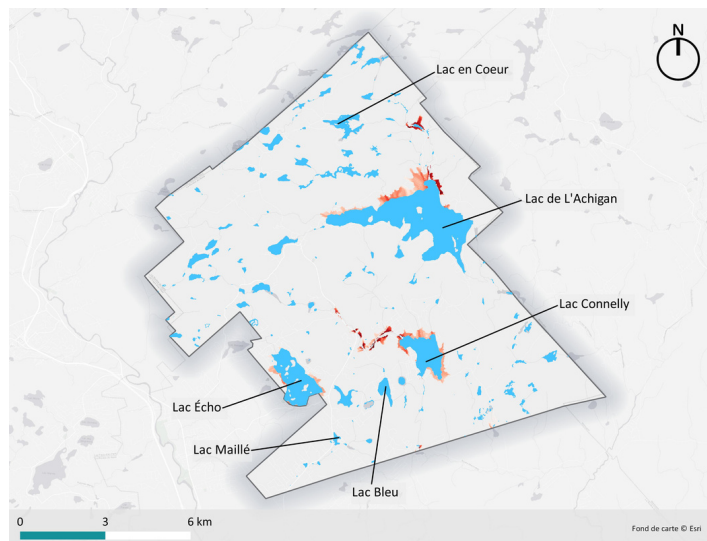 N
Lac en Coeur
Lac de L'Achigan
Lac Connelly
Lac Écho
Lac Maillé
Lac Bleu
0 3 6 km
Fond de carte © Esri